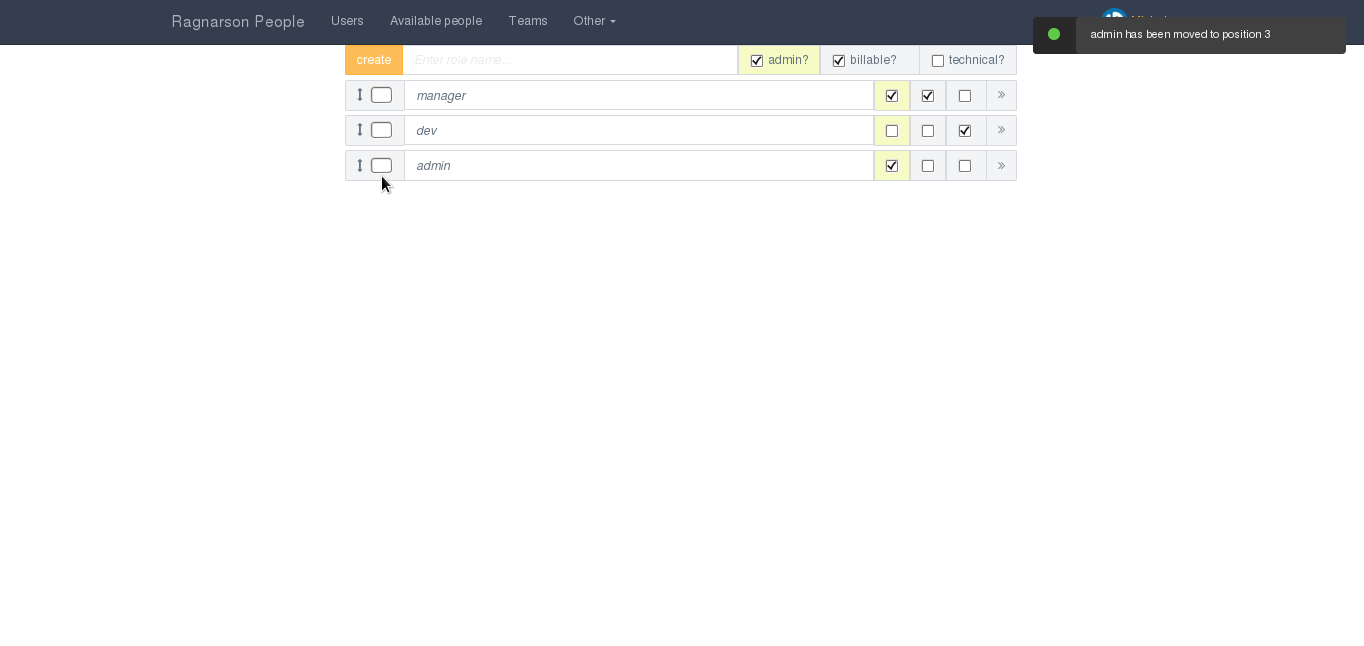 Ragnarson People Users Available people Teams Other
admin has been moved to position 3
create Enter role name... admin? billable? technical?
manager
dev
admin